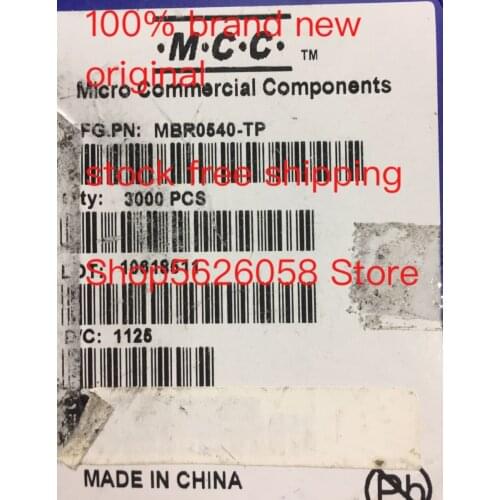 100% brand new
·M·C·C· TM
original
Micro Commercial Components
FG.PN: MBR0540-TP
stock free shipping
ty: 3000 PCS
Shop5626058 Store
/C: 1125
MADE IN CHINA
(Pb)